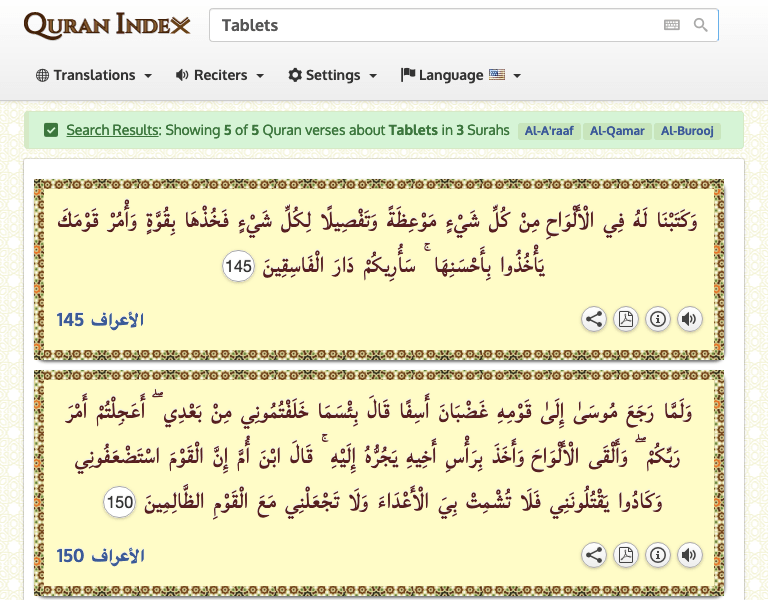 QURAN INDEX
Tablets
Translations Reciters Settings Language
Search Results: Showing 5 of 5 Quran verses about Tablets in 3 Surahs Al-A'raaf Al-Qamar Al-Burooj
وَكَتَبْنَا لَهُ فِي الْأَلْوَاحِ مِنْ كُلِّ شَيْءٍ مَوْعِظَةً وَتَفْصِيلًا لِكُلِّ شَيْءٍ فَخُذْهَا بِقُوَّةٍ وَأْمُرْ قَوْمَكَ
يَأْخُذُوا بِأَحْسَنِهَا ۚ سَأُرِيكُمْ دَارَ الْفَاسِقِينَ 145
الأعراف 145
وَلَمَّا رَجَعَ مُوسَىٰ إِلَىٰ قَوْمِهِ غَضْبَانَ أَسِفًا قَالَ بِئْسَمَا خَلَفْتُمُونِي مِنْ بَعْدِي ۖ أَعَجِلْتُمْ أَمْرَ
رَبِّكُمْ ۖ وَأَلْقَى الْأَلْوَاحَ وَأَخَذَ بِرَأْسِ أَخِيهِ يَجُرُّهُ إِلَيْهِ ۚ قَالَ ابْنَ أُمَّ إِنَّ الْقَوْمَ اسْتَضْعَفُونِي
وَكَادُوا يَقْتُلُونَنِي فَلَا تُشْمِتْ بِيَ الْأَعْدَاءَ وَلَا تَجْعَلْنِي مَعَ الْقَوْمِ الظَّالِمِينَ 150
الأعراف 150